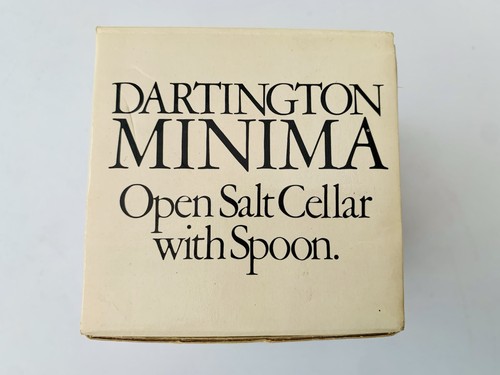 DARTINGTON
MINIMA
Open Salt Cellar
with Spoon.